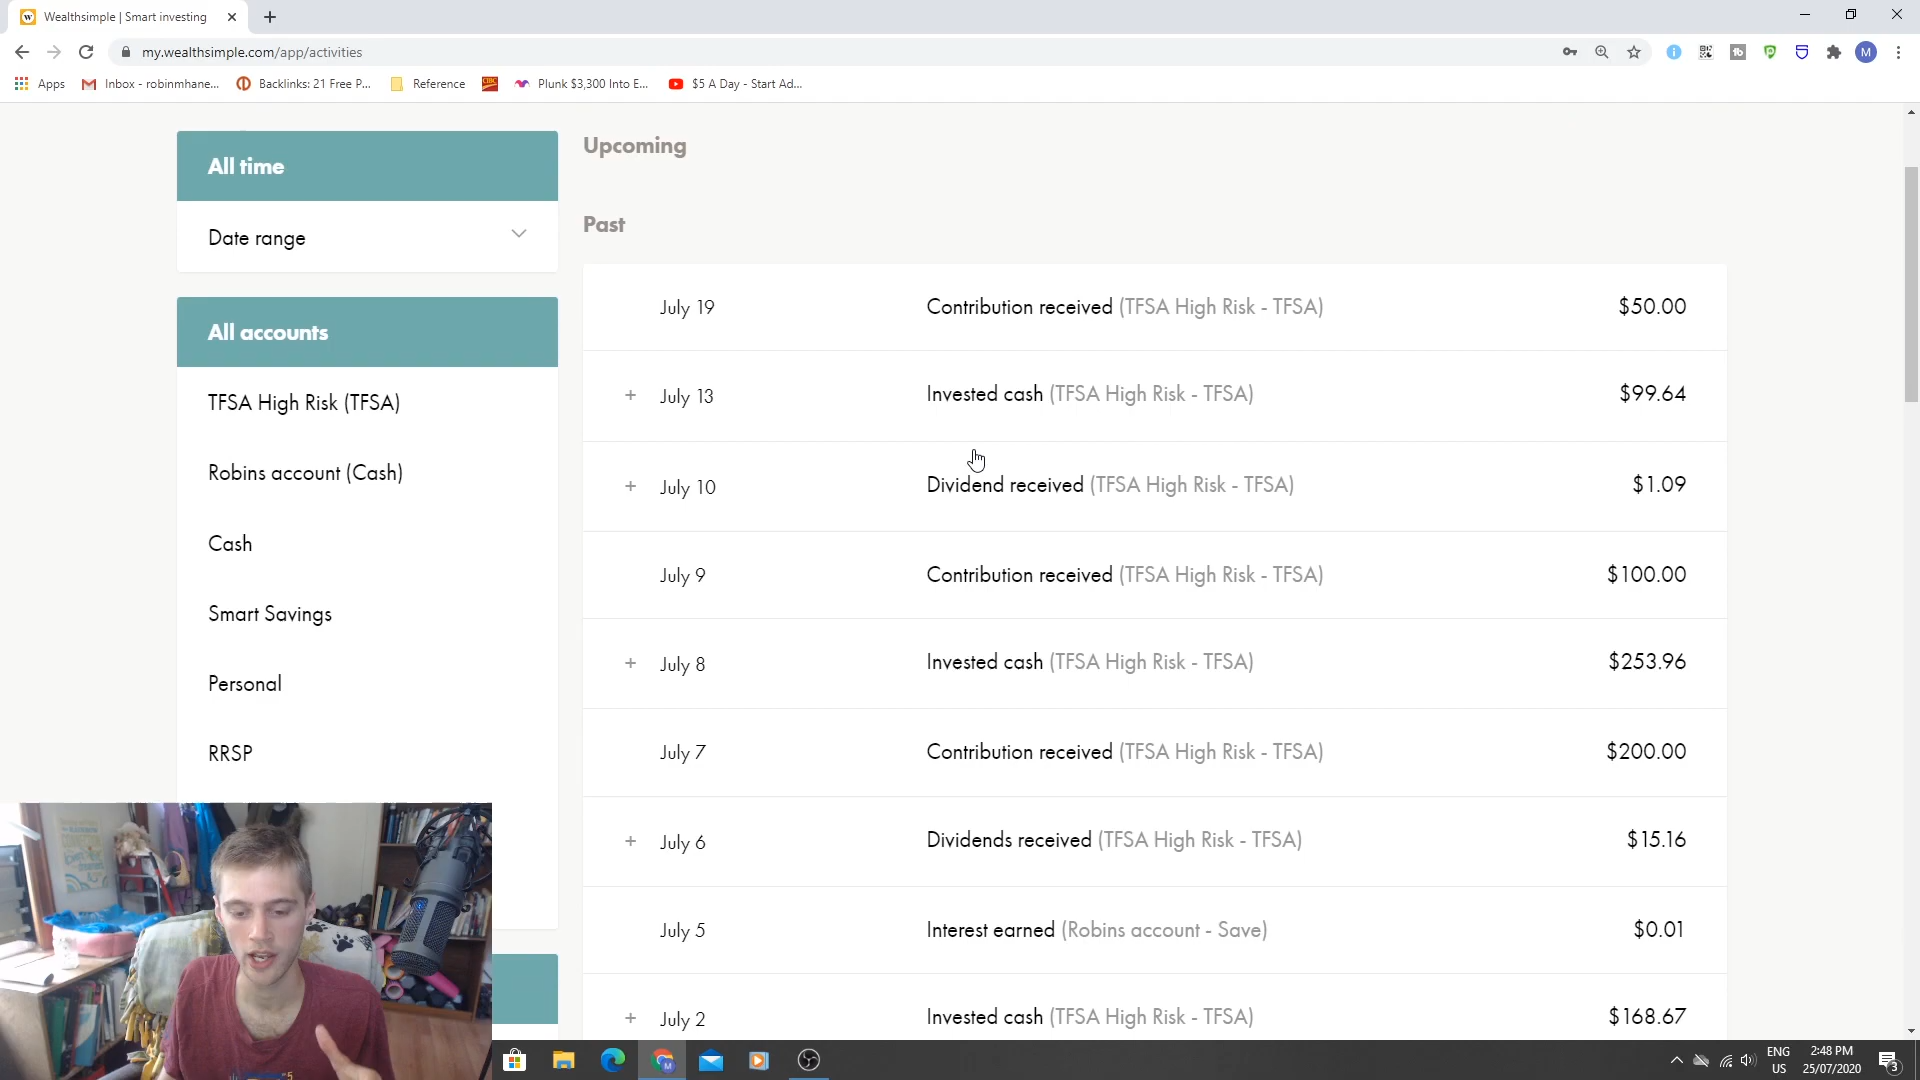 Wealthsimple | Smart investing
my.wealthsimple.com/app/activities
Apps
Inbox - robinmhane...
Backlinks: 21 Free P...
Reference
CIBC
Plunk $3,300 Into E...
$5 A Day - Start Ad...
M
All time
Date range
All accounts
TFSA High Risk (TFSA)
Robins account (Cash)
Cash
Smart Savings
Personal
RRSP
Upcoming
Past
July 19 Contribution received (TFSA High Risk - TFSA) $50.00
+ July 13 Invested cash (TFSA High Risk - TFSA) $99.64
+ July 10 Dividend received (TFSA High Risk - TFSA) $1.09
July 9 Contribution received (TFSA High Risk - TFSA) $100.00
+ July 8 Invested cash (TFSA High Risk - TFSA) $253.96
July 7 Contribution received (TFSA High Risk - TFSA) $200.00
+ July 6 Dividends received (TFSA High Risk - TFSA) $15.16
July 5 Interest earned (Robins account - Save) $0.01
+ July 2 Invested cash (TFSA High Risk - TFSA) $168.67
ENG
US
2:48 PM
25/07/2020
3